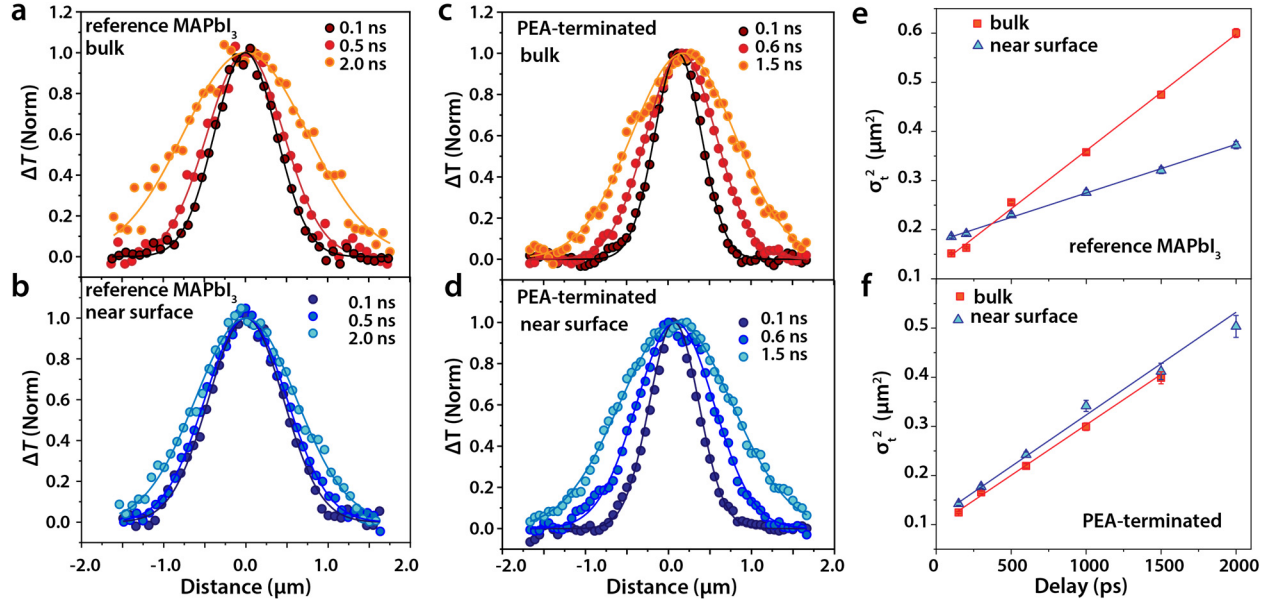 a
reference MAPbI3
bulk
0.1 ns
0.5 ns
2.0 ns
ΔT (Norm)
1.2
1.0
0.8
0.6
0.4
0.2
0.0
b
reference MAPbI3
near surface
0.1 ns
0.5 ns
2.0 ns
ΔT (Norm)
1.0
0.8
0.6
0.4
0.2
0.0
-2.0
-1.0
0.0
1.0
2.0
Distance (μm)
c
PEA-terminated
bulk
0.1 ns
0.6 ns
1.5 ns
ΔT (Norm)
1.2
1.0
0.8
0.6
0.4
0.2
0.0
d
PEA-terminated
near surface
0.1 ns
0.6 ns
1.5 ns
ΔT (Norm)
1.0
0.8
0.6
0.4
0.2
0.0
-2.0
-1.0
0.0
1.0
2.0
Distance (μm)
e
bulk
near surface
σt2 (μm2)
0.6
0.5
0.4
0.3
0.2
0.1
reference MAPbI3
f
bulk
near surface
σt2 (μm2)
0.5
0.4
0.3
0.2
0.1
PEA-terminated
0
500
1000
1500
2000
Delay (ps)